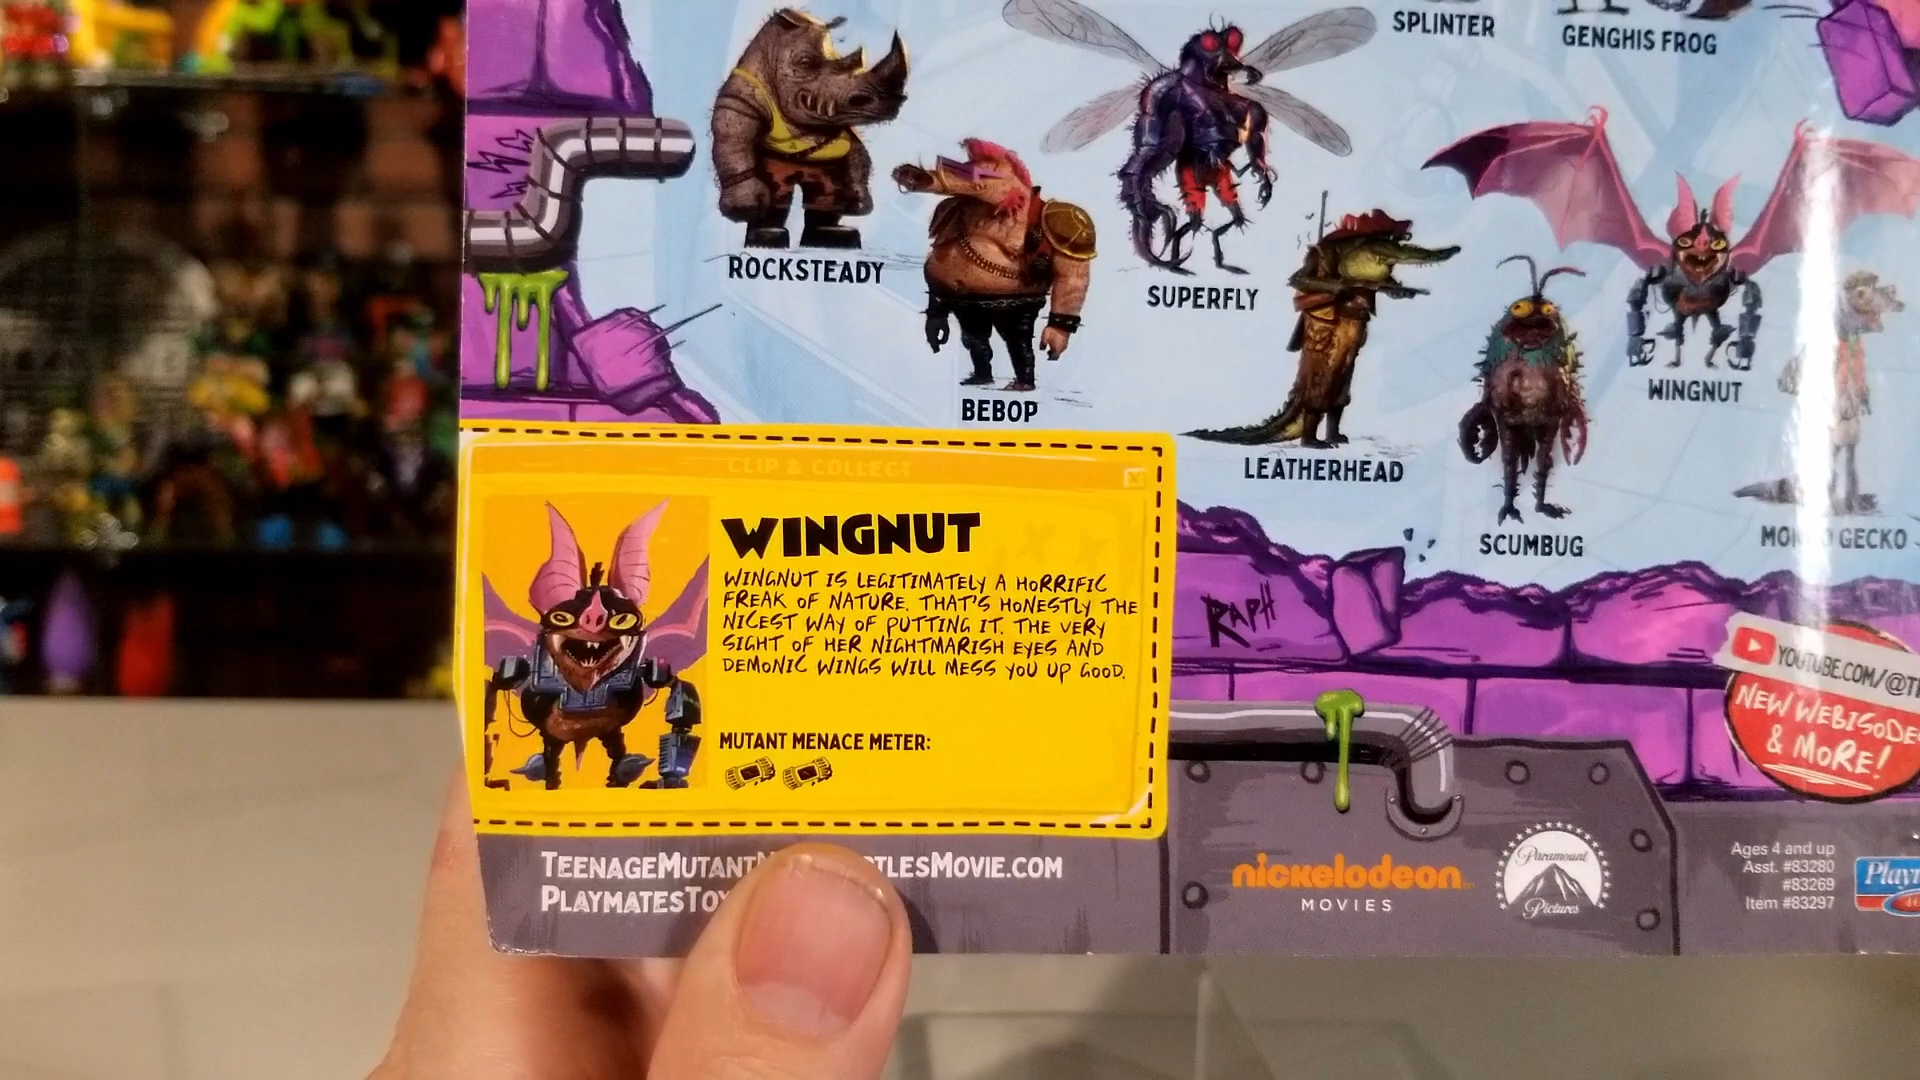 SPLINTER
GENGHIS FROG
ROCKSTEADY
SUPERFLY
WINGNUT
BEBOP
LEATHERHEAD
SCUMBUG
GECKO
CLIP & COLLECT
WINGNUT
WINGNUT IS LEGITIMATELY A HORRIFIC
FREAK OF NATURE. THAT'S HONESTLY THE
NICEST WAY OF PUTTING IT. THE VERY
SIGHT OF HER NIGHTMARISH EYES AND
DEMONIC WINGS WILL MESS YOU UP GOOD.
MUTANT MENACE METER:
RAPH
YOUTUBE.COM/@T
NEW WEBISODE
& MORE!
TEENAGEMUTANTN TLESMOVIE.COM
PLAYMATESTO
nickelodeon
MOVIES
Paramount
Pictures
Ages 4 and up
Asst. #83280
#83269
Item #83297
Playm